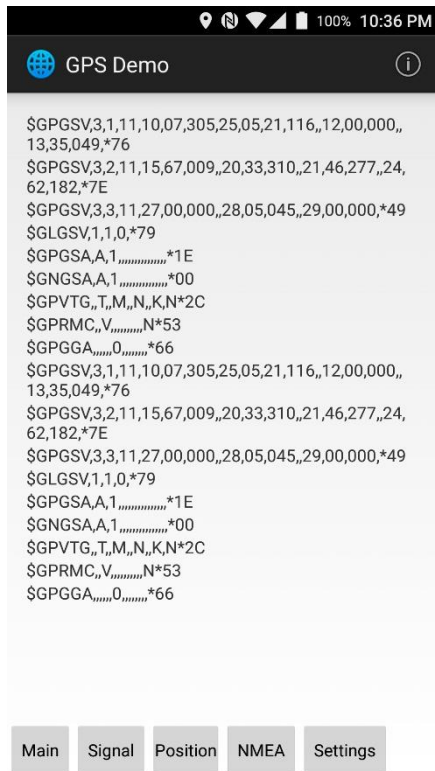 100% 10:36 PM
GPS Demo
$GPGSV,3,1,11,10,07,305,25,05,21,116,,12,00,000,,
13,35,049,*76
$GPGSV,3,2,11,15,67,009,,20,33,310,,21,46,277,,24,
62,182,*7E
$GPGSV,3,3,11,27,00,000,,28,05,045,,29,00,000,*49
$GLGSV,1,1,0,*79
$GPGSA,A,1,,,,,,,,,,,,,,,*1E
$GNGSA,A,1,,,,,,,,,,,,,,,*00
$GPVTG,,T,,M,,N,,K,N*2C
$GPRMC,,V,,,,,,,,,,N*53
$GPGGA,,,,,,0,,,,,,,,*66
$GPGSV,3,1,11,10,07,305,25,05,21,116,,12,00,000,,
13,35,049,*76
$GPGSV,3,2,11,15,67,009,,20,33,310,,21,46,277,,24,
62,182,*7E
$GPGSV,3,3,11,27,00,000,,28,05,045,,29,00,000,*49
$GLGSV,1,1,0,*79
$GPGSA,A,1,,,,,,,,,,,,,,,*1E
$GNGSA,A,1,,,,,,,,,,,,,,,*00
$GPVTG,,T,,M,,N,,K,N*2C
$GPRMC,,V,,,,,,,,,,N*53
$GPGGA,,,,,,0,,,,,,,,*66
Main Signal Position NMEA Settings